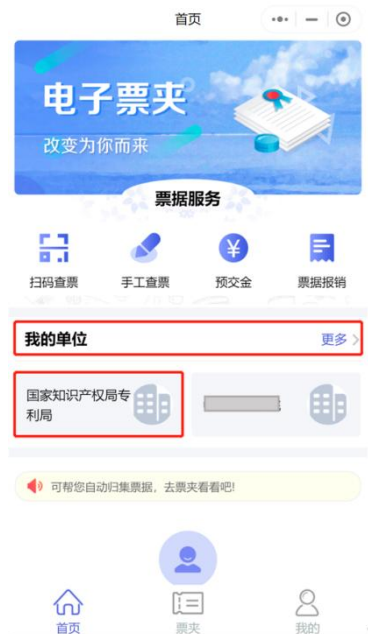 首页
电子票夹
改变为你而来
票据服务
扫码查票
手工查票
预交金
票据报销
我的单位
更多
国家知识产权局专
利局
可帮您自动归集票据，去票夹看看吧!
首页
票夹
我的